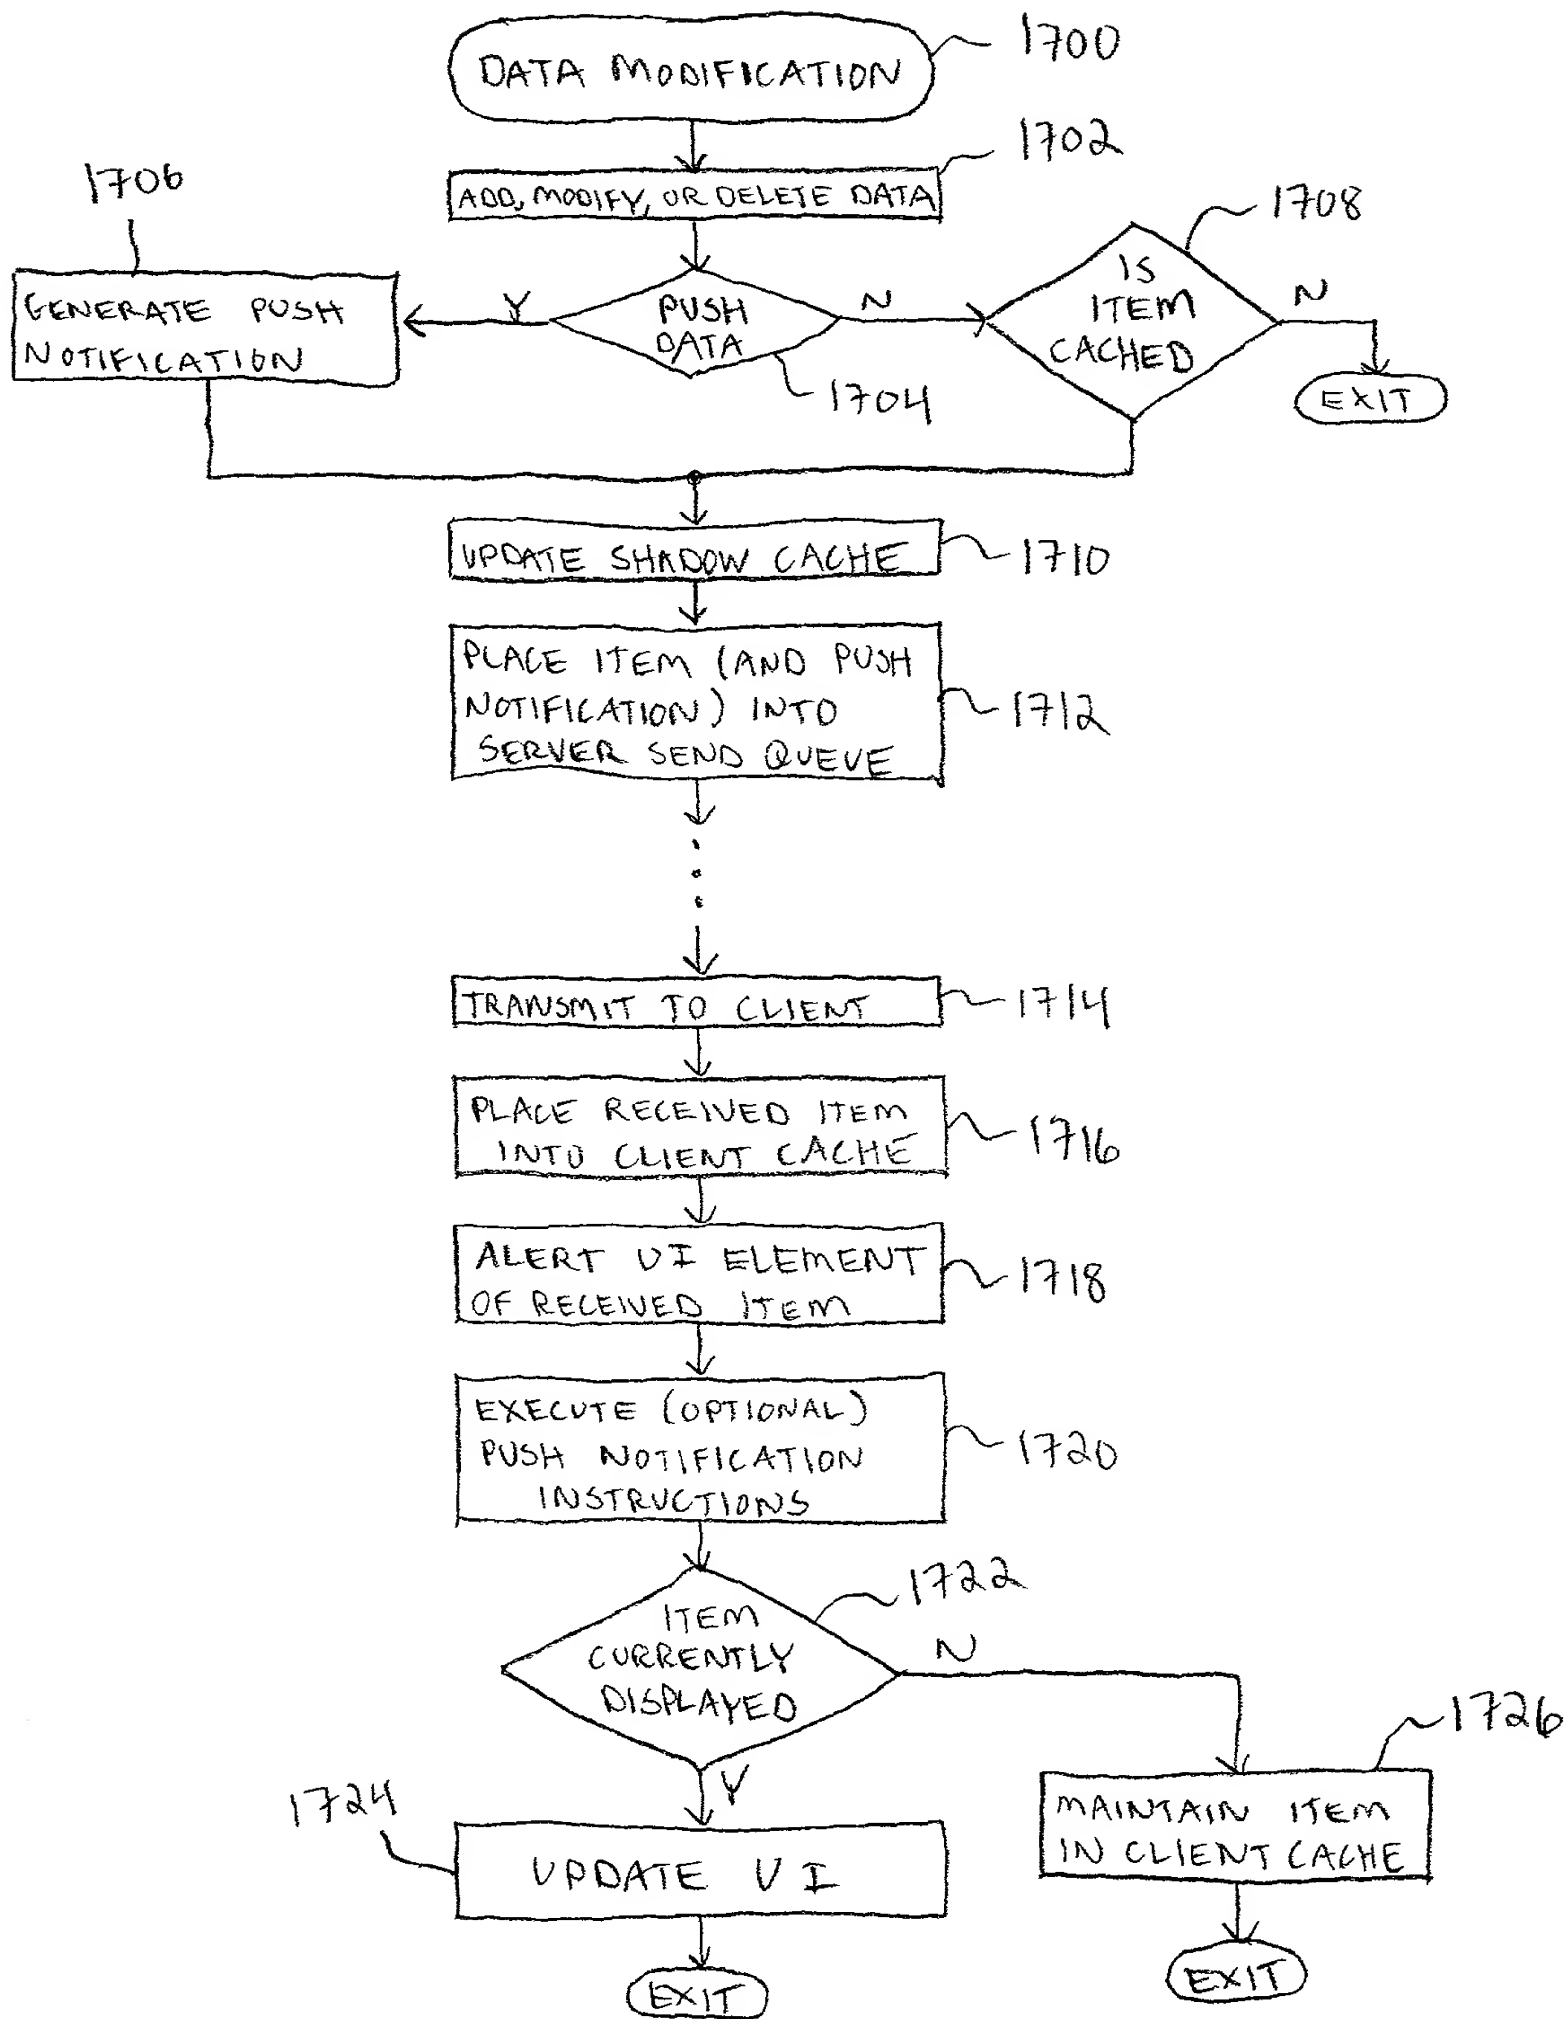 DATA MODIFICATION
1700
1702
ADD, MODIFY, OR DELETE DATA
1706
1708
GENERATE PUSH
NOTIFICATION
Y
PUSH
DATA
N
1704
IS
ITEM
CACHED
N
EXIT
UPDATE SHADOW CACHE
1710
PLACE ITEM (AND PUSH
NOTIFICATION) INTO
SERVER SEND QUEUE
1712
TRANSMIT TO CLIENT
1714
PLACE RECEIVED ITEM
INTO CLIENT CACHE
1716
ALERT UI ELEMENT
OF RECEIVED ITEM
1718
EXECUTE (OPTIONAL)
PUSH NOTIFICATION
INSTRUCTIONS
1720
ITEM
CURRENTLY
DISPLAYED
1722
N
Y
1724
UPDATE UI
EXIT
1726
MAINTAIN ITEM
IN CLIENT CACHE
EXIT